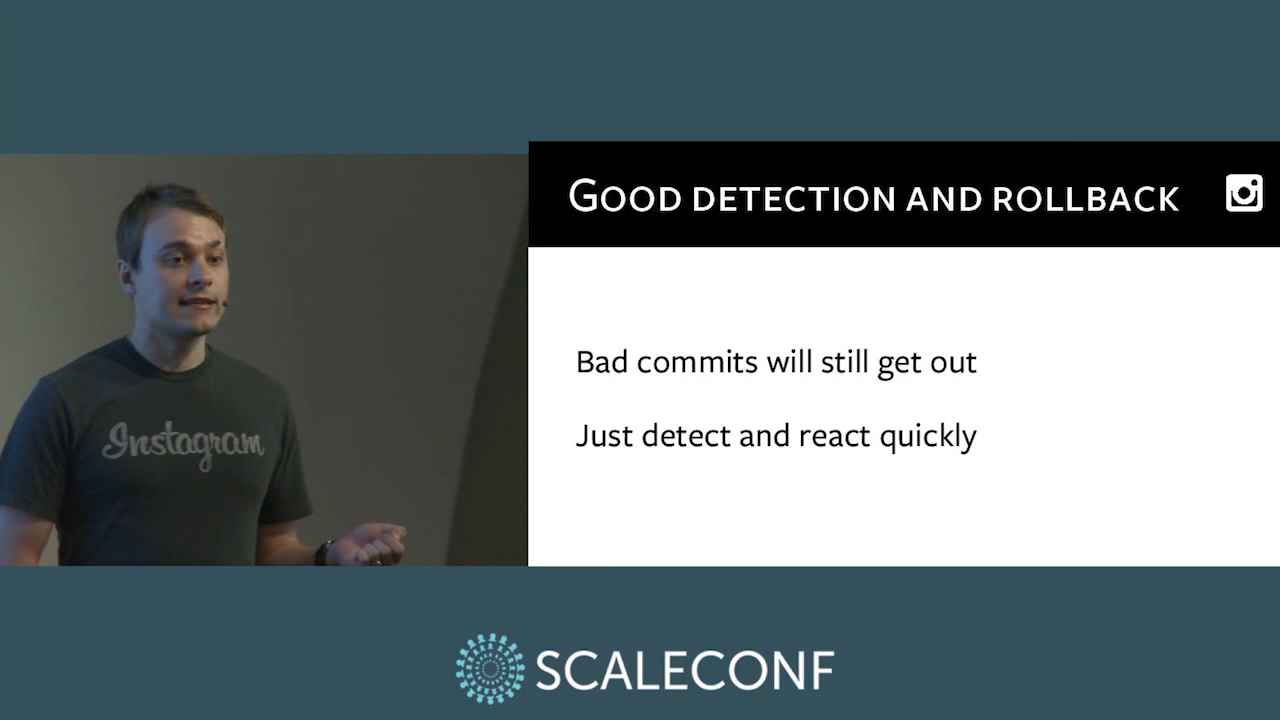 GOOD DETECTION AND ROLLBACK
Instagram
Bad commits will still get out
Just detect and react quickly
SCALECONF